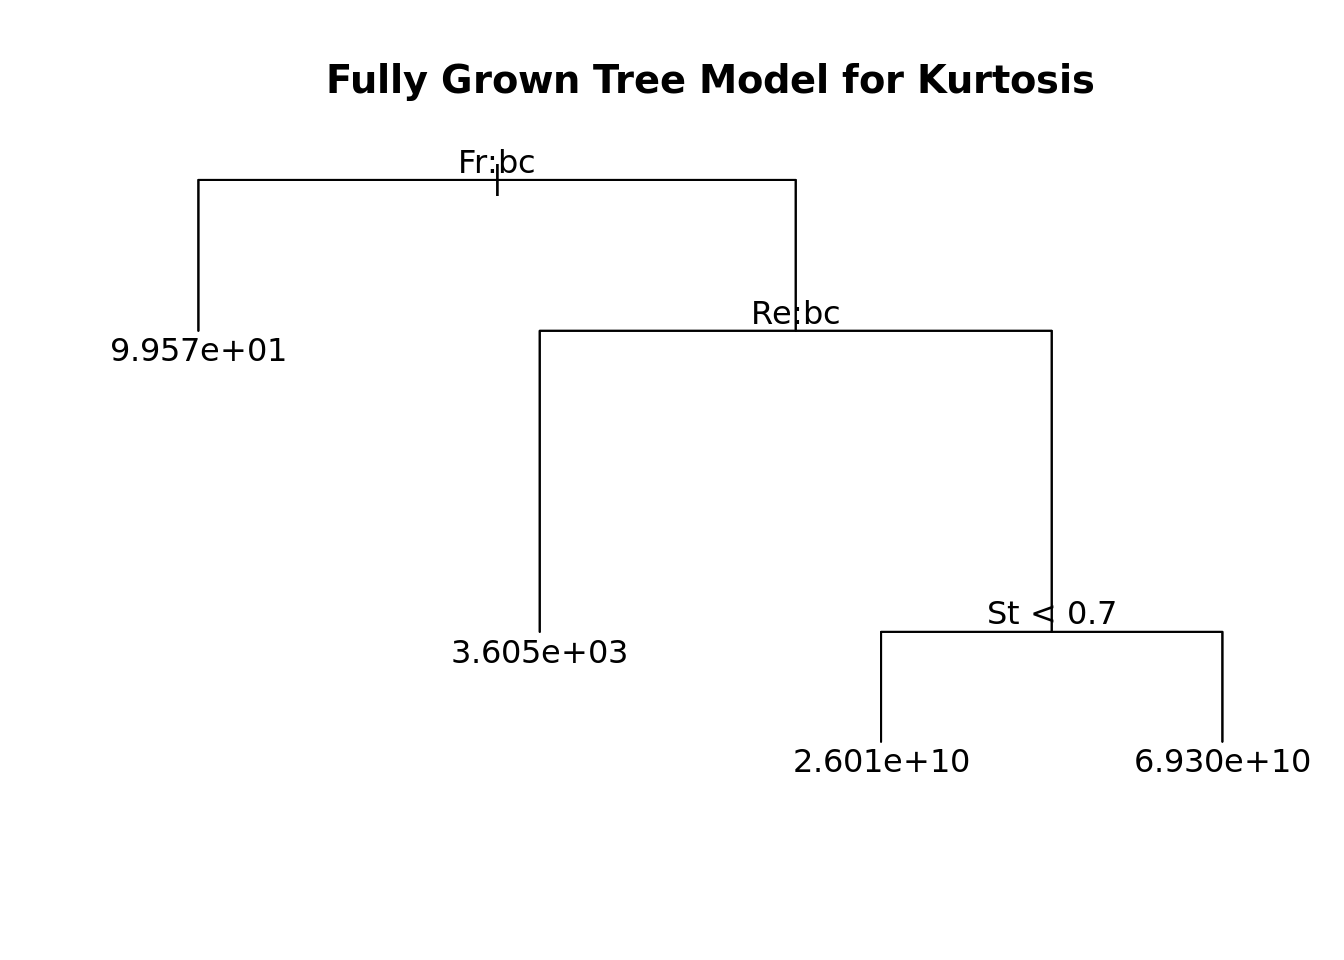 Fully Grown Tree Model for Kurtosis
Fr:bc
Re:bc
9.957e+01
St < 0.7
3.605e+03
2.601e+10
6.930e+10